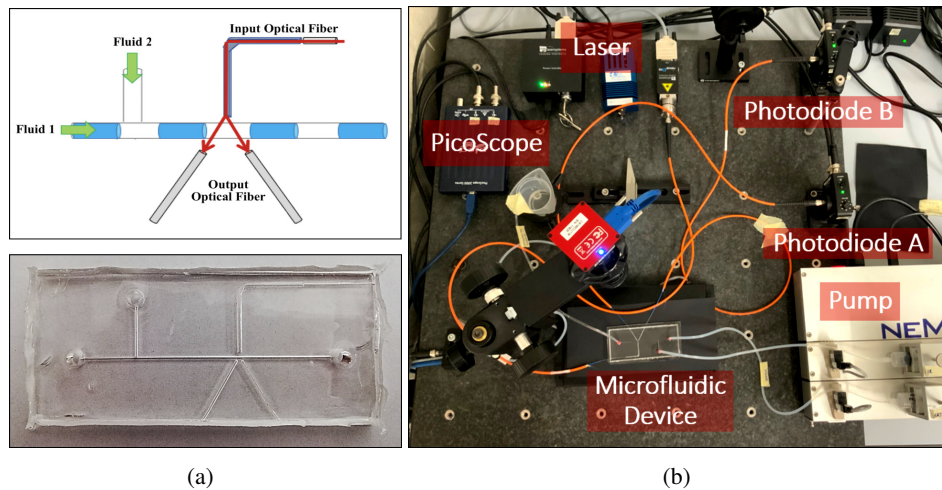 Input Optical Fiber
Fluid 2
Fluid 1
Output
Optical Fiber
Laser
PicoScope
Photodiode B
Photodiode A
Pump
NEM
Microfluidic
Device
(a)
(b)